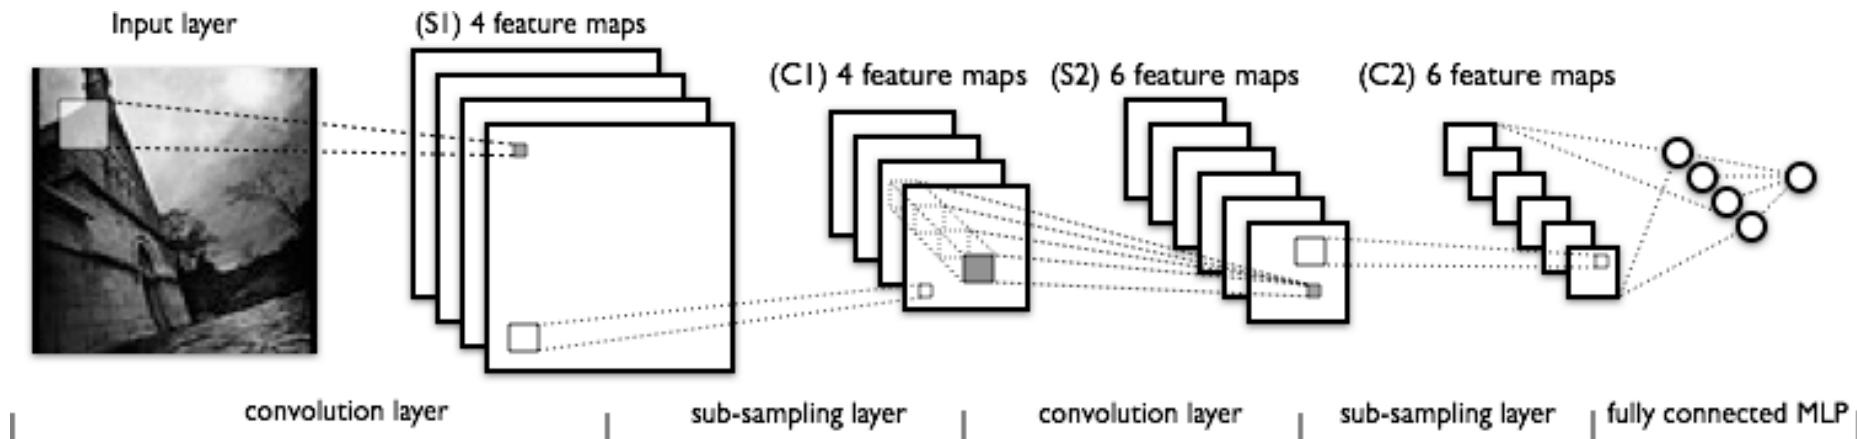 Input layer
(S1) 4 feature maps
(C1) 4 feature maps
(S2) 6 feature maps
(C2) 6 feature maps
convolution layer
sub-sampling layer
convolution layer
sub-sampling layer
fully connected MLP